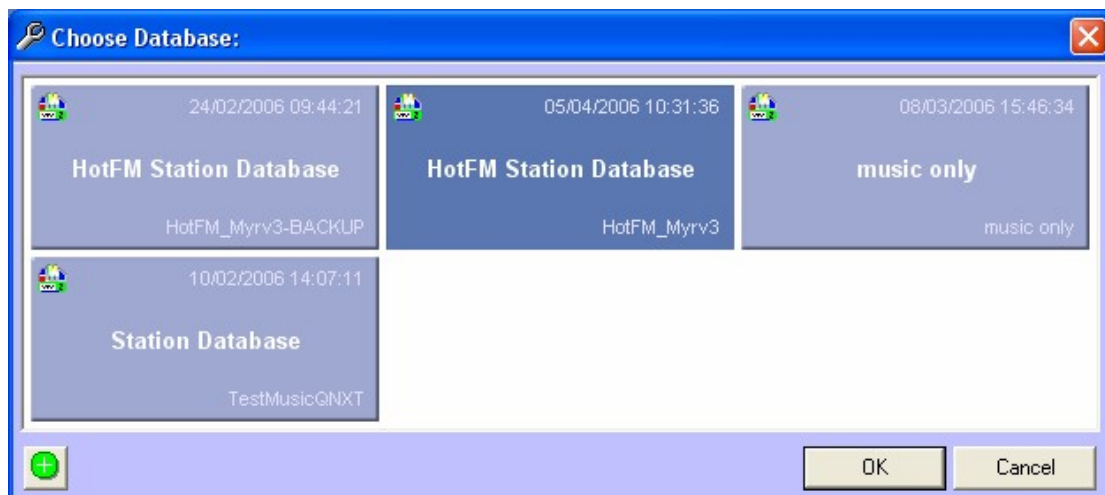 Choose Database:
24/02/2006 09:44:21
HotFM Station Database
HotFM_Myrv3-BACKUP
05/04/2006 10:31:36
HotFM Station Database
HotFM_Myrv3
08/03/2006 15:46:34
music only
music only
10/02/2006 14:07:11
Station Database
TestMusicQNXT
OK
Cancel